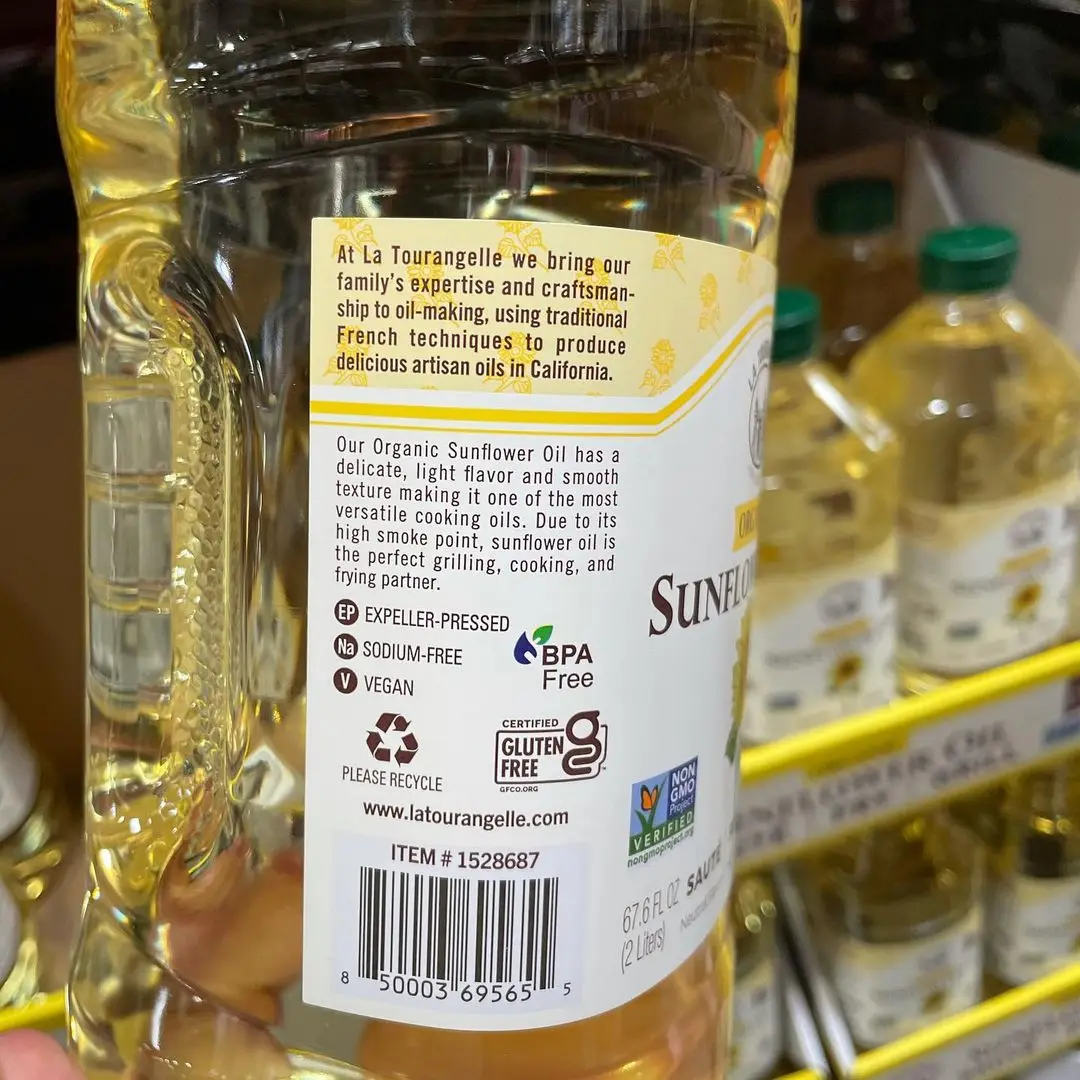 At La Tourangelle we bring our
family's expertise and craftsman-
ship to oil-making, using traditional
French techniques to produce
delicious artisan oils in California.
Our Organic Sunflower Oil has a
delicate, light flavor and smooth
texture making it one of the most
versatile cooking oils. Due to its
high smoke point, sunflower oil is
the perfect grilling, cooking, and
frying partner.
EP EXPELLER-PRESSED
Na SODIUM-FREE
V VEGAN
BPA
Free
PLEASE RECYCLE
CERTIFIED
GLUTEN
FREE
g
GFCO.ORG
www.latourangelle.com
ITEM # 1528687
8 50003 69565 5
SUNFLO
NON
GMO
Project
VERIFIED
nongmoproject.org
67.6 FL OZ
(2 Liters)
SAUTÉ